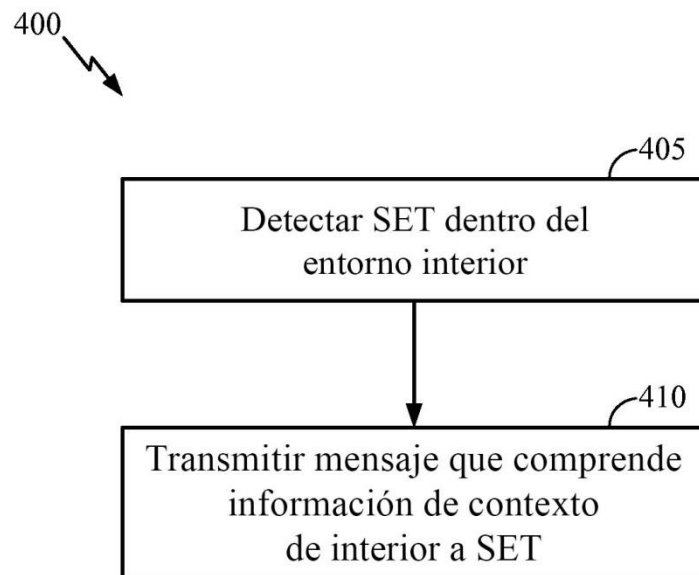 400
405
Detectar SET dentro del
entorno interior
410
Transmitir mensaje que comprende
información de contexto
de interior a SET